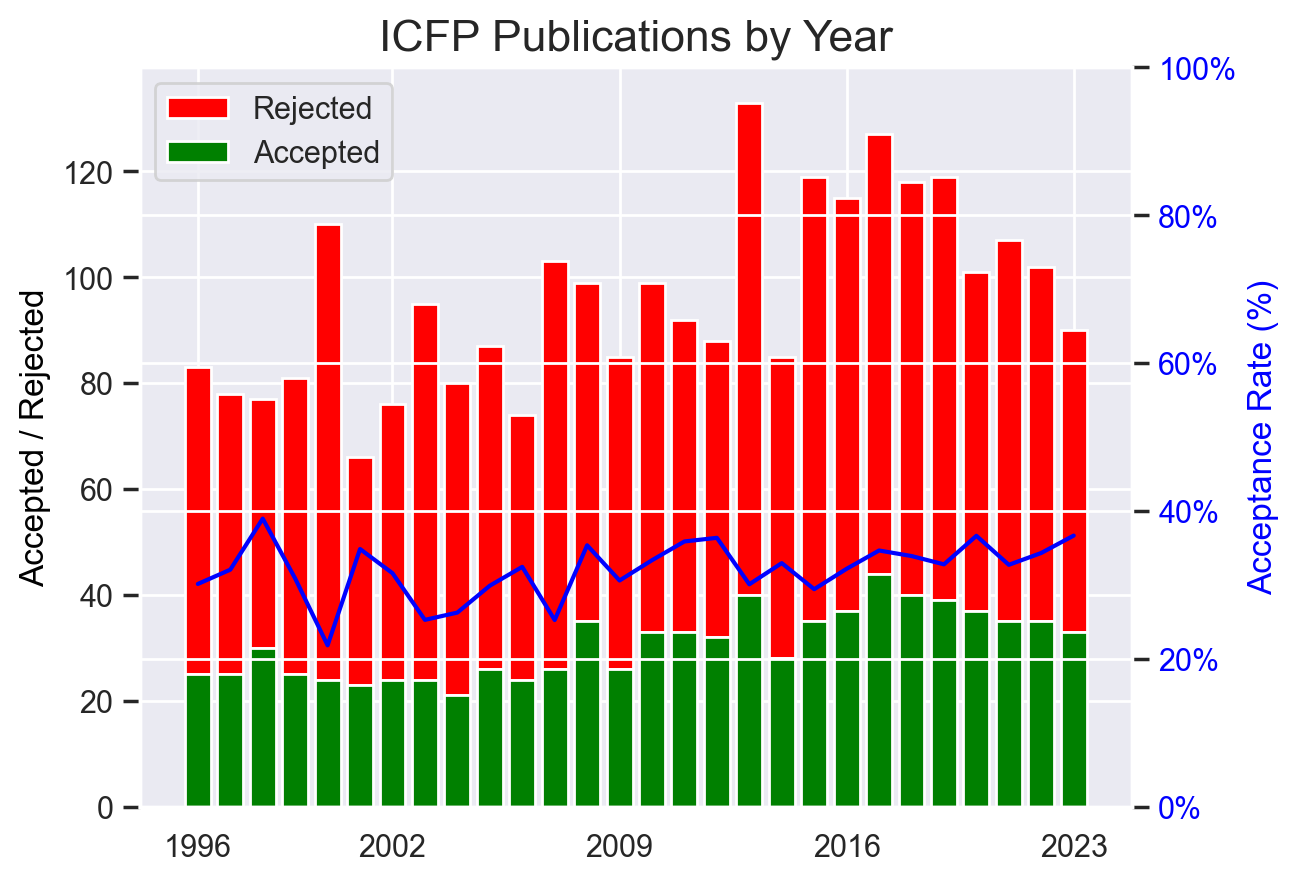 ICFP Publications by Year
Rejected
Accepted
Accepted / Rejected
120
100
80
60
40
20
0
100%
80%
60%
40%
20%
0%
Acceptance Rate (%)
1996 2002 2009 2016 2023